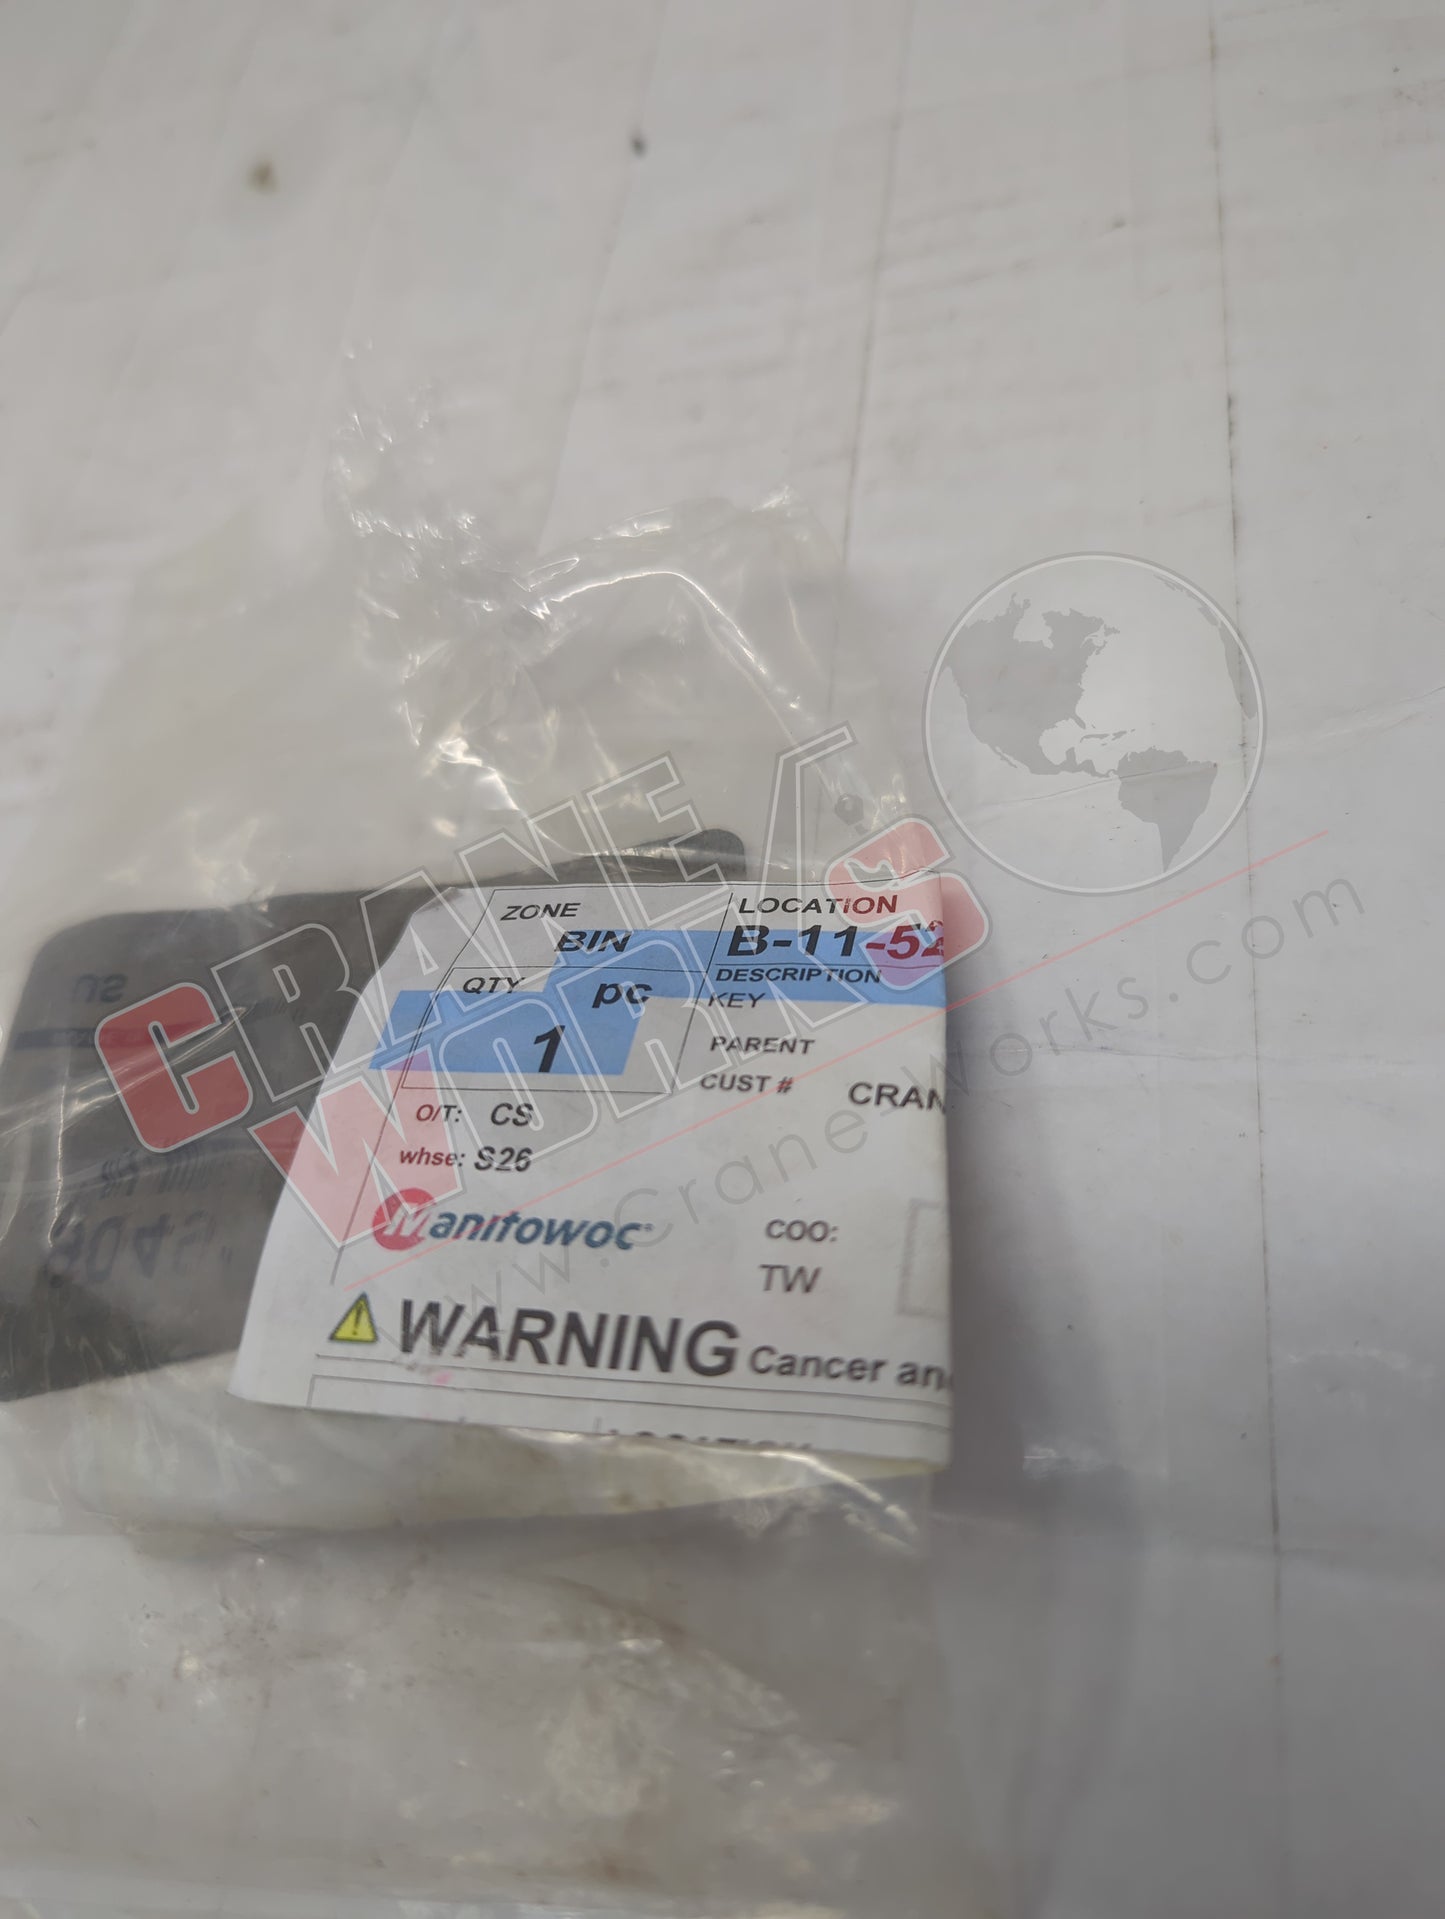 ZONE LOCATION
BIN B-11-52
QTY pc DESCRIPTION
KEY
1
PARENT
CUST # CRAN
O/T: CS
whse: S26
Manitowoc COO:
TW
WARNING Cancer an
CRANE WORKS
www.CraneWorks.com